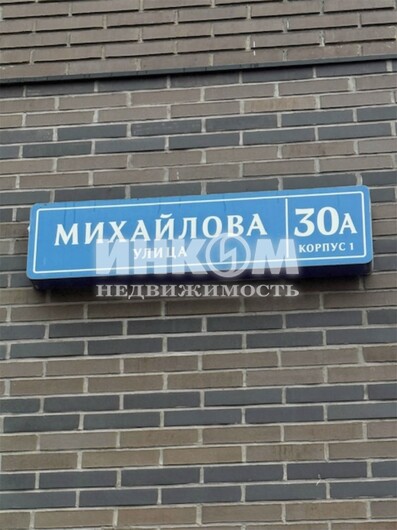 МИХАЙЛОВА
УЛИЦА
30А
КОРПУС 1
ИНКОМ
НЕДВИЖИМОСТЬ